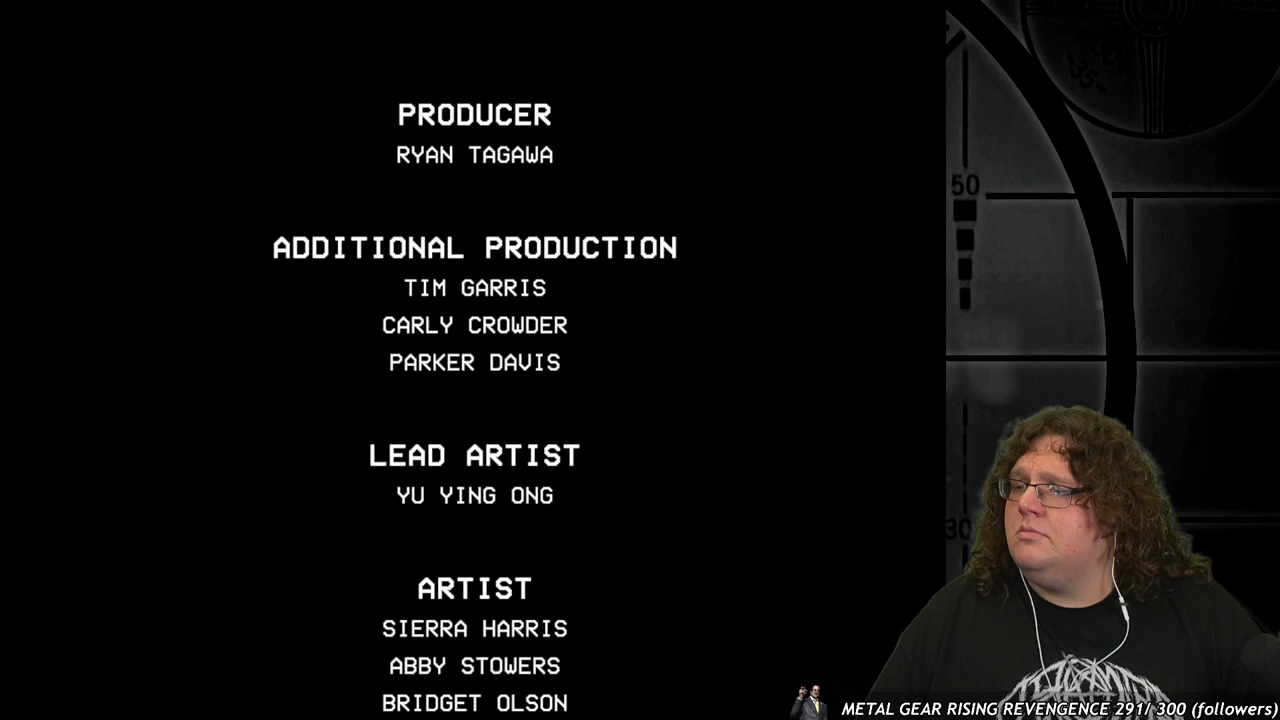 PRODUCER
RYAN TAGAWA
ADDITIONAL PRODUCTION
TIM GARRIS
CARLY CROWDER
PARKER DAVIS
LEAD ARTIST
YU YING ONG
ARTIST
SIERRA HARRIS
ABBY STOWERS
BRIDGET OLSON
50
30
METAL GEAR RISING REVENGENCE 291/ 300 (followers)